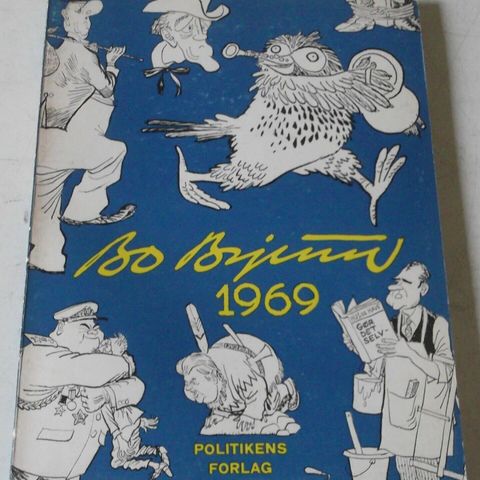 Bo Bojesen
1969
GØR
DET
SELV-
POLITIKENS
FORLAG